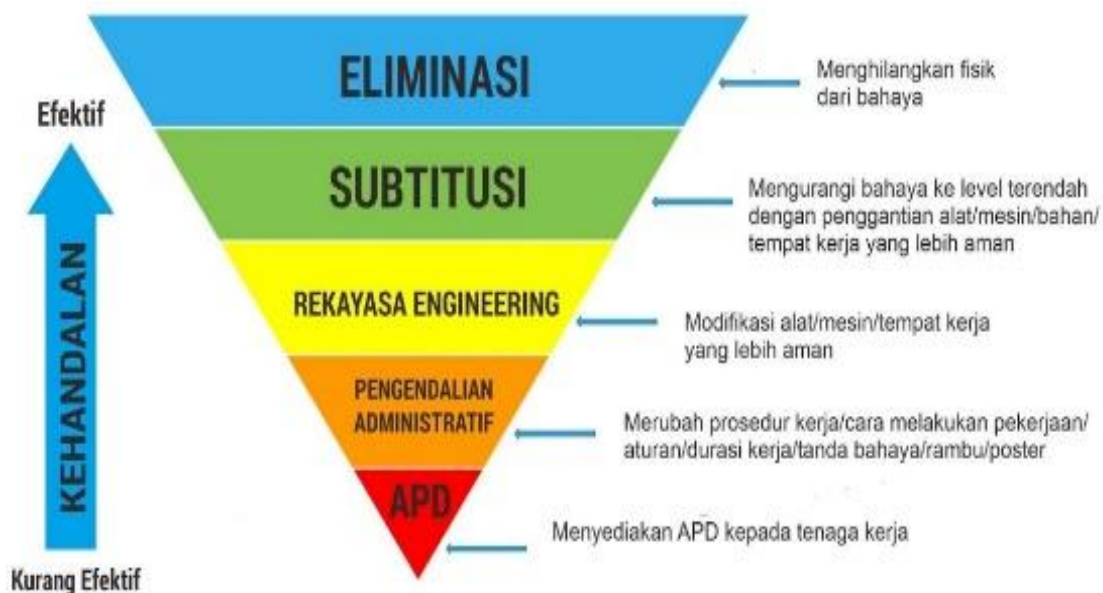 ELIMINASI
Menghilangkan fisik
dari bahaya
Efektif
SUBTITUSI
Mengurangi bahaya ke level terendah
dengan penggantian alat/mesin/bahan/
tempat kerja yang lebih aman
KEHANDALAN
REKAYASA ENGINEERING
Modifikasi alat/mesin/tempat kerja
yang lebih aman
PENGENDALIAN
ADMINISTRATIF
Merubah prosedur kerja/cara melakukan pekerjaan/
aturan/durasi kerja/tanda bahaya/rambu/poster
APD
Menyediakan APD kepada tenaga kerja
Kurang Efektif